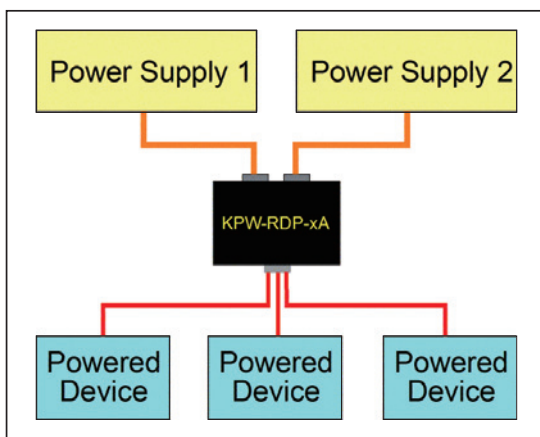 Power Supply 1
Power Supply 2
KPW-RDP-xA
Powered
Device
Powered
Device
Powered
Device